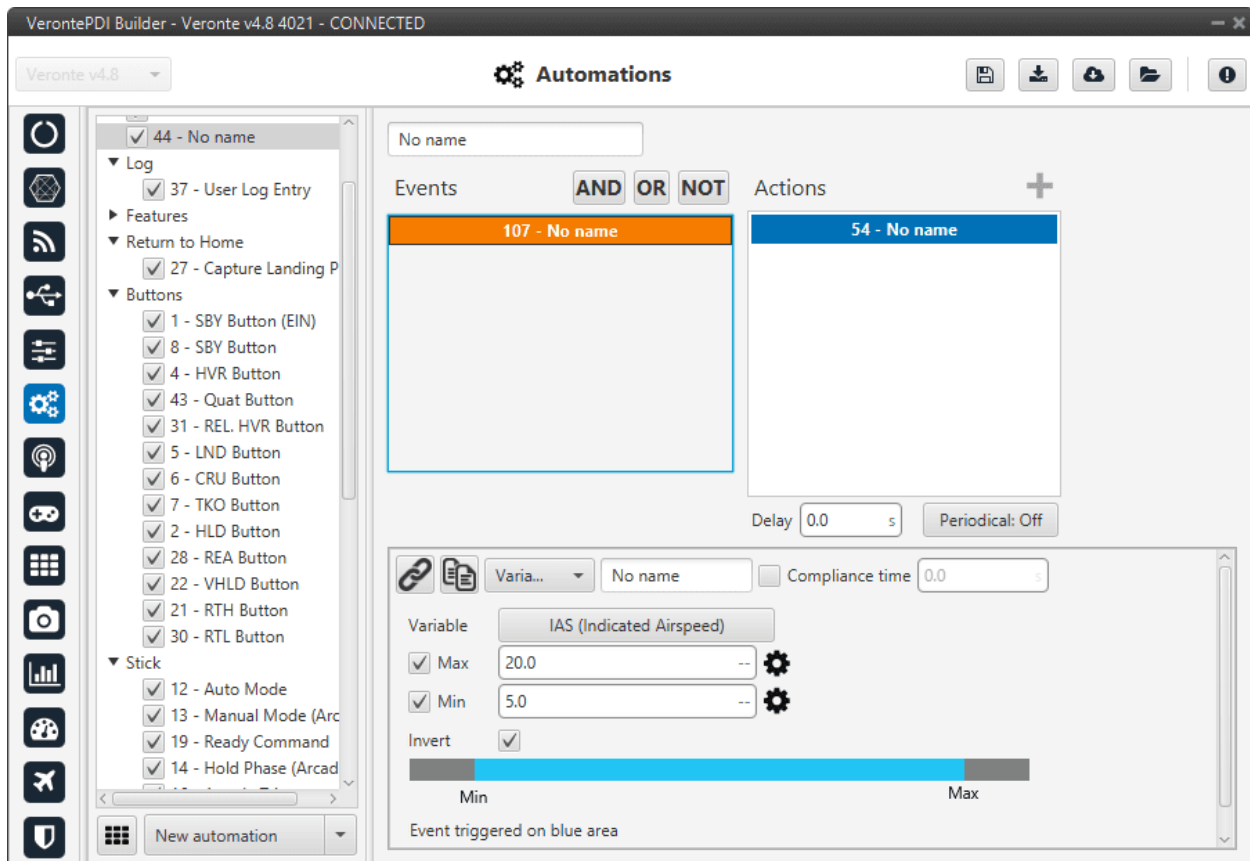 VerontePDI Builder - Veronte v4.8 4021 - CONNECTED
Veronte v4.8
Automations
44 - No name
Log
37 - User Log Entry
Features
Return to Home
27 - Capture Landing P
Buttons
1 - SBY Button (EIN)
8 - SBY Button
4 - HVR Button
43 - Quat Button
31 - REL. HVR Button
5 - LND Button
6 - CRU Button
7 - TKO Button
2 - HLD Button
28 - REA Button
22 - VHLD Button
21 - RTH Button
30 - RTL Button
Stick
12 - Auto Mode
13 - Manual Mode (Arc
19 - Ready Command
14 - Hold Phase (Arcad
New automation
No name
Events AND OR NOT
107 - No name
Actions
54 - No name
Delay 0.0 s Periodical: Off
Varia... No name Compliance time 0.0 s
Variable IAS (Indicated Airspeed)
Max 20.0 --
Min 5.0 --
Invert
Min Max
Event triggered on blue area